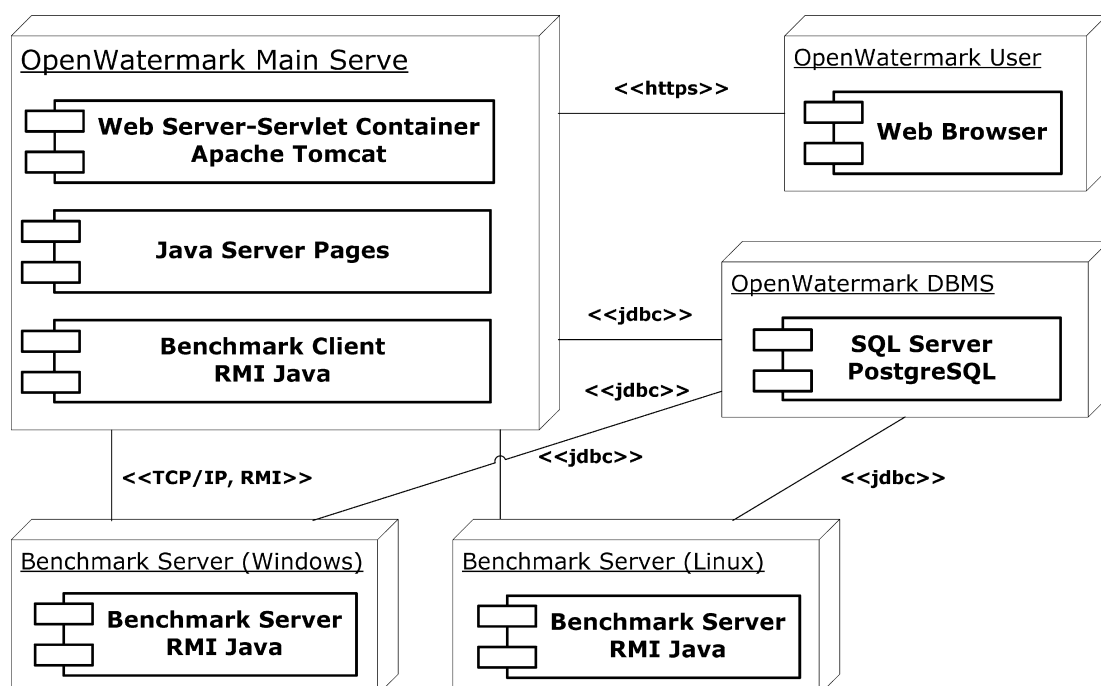 OpenWatermark Main Serve
Web Server-Servlet Container
Apache Tomcat
Java Server Pages
Benchmark Client
RMI Java
<<https>>
OpenWatermark User
Web Browser
<<jdbc>>
OpenWatermark DBMS
SQL Server
PostgreSQL
<<jdbc>>
<<jdbc>>
<<TCP/IP, RMI>>
<<jdbc>>
Benchmark Server (Windows)
Benchmark Server
RMI Java
Benchmark Server (Linux)
Benchmark Server
RMI Java